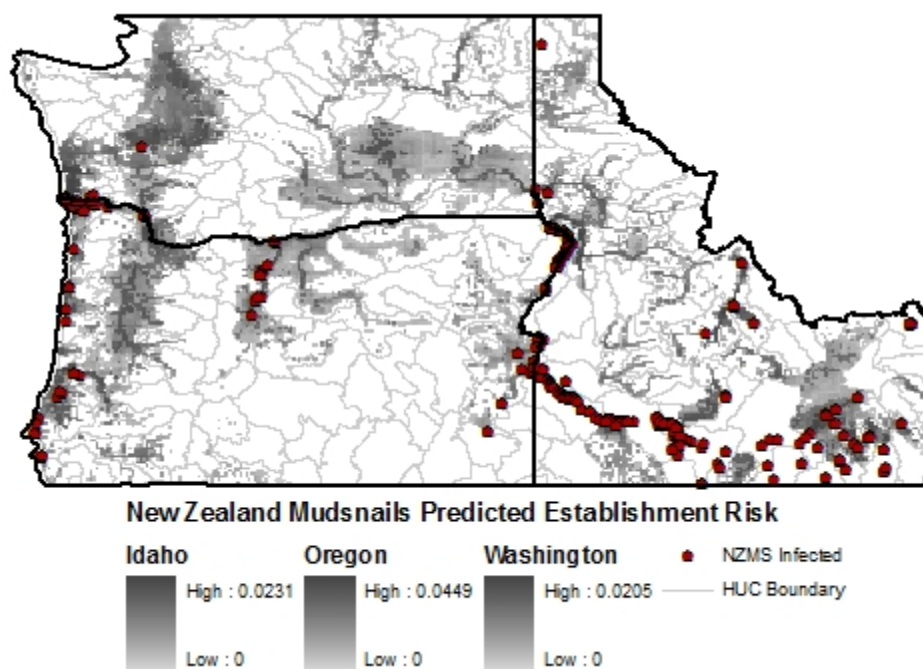 New Zealand Mudsnails Predicted Establishment Risk
Idaho Oregon Washington NZMS Infected
High : 0.0231 High : 0.0449 High : 0.0205 HUC Boundary
Low : 0 Low : 0 Low : 0